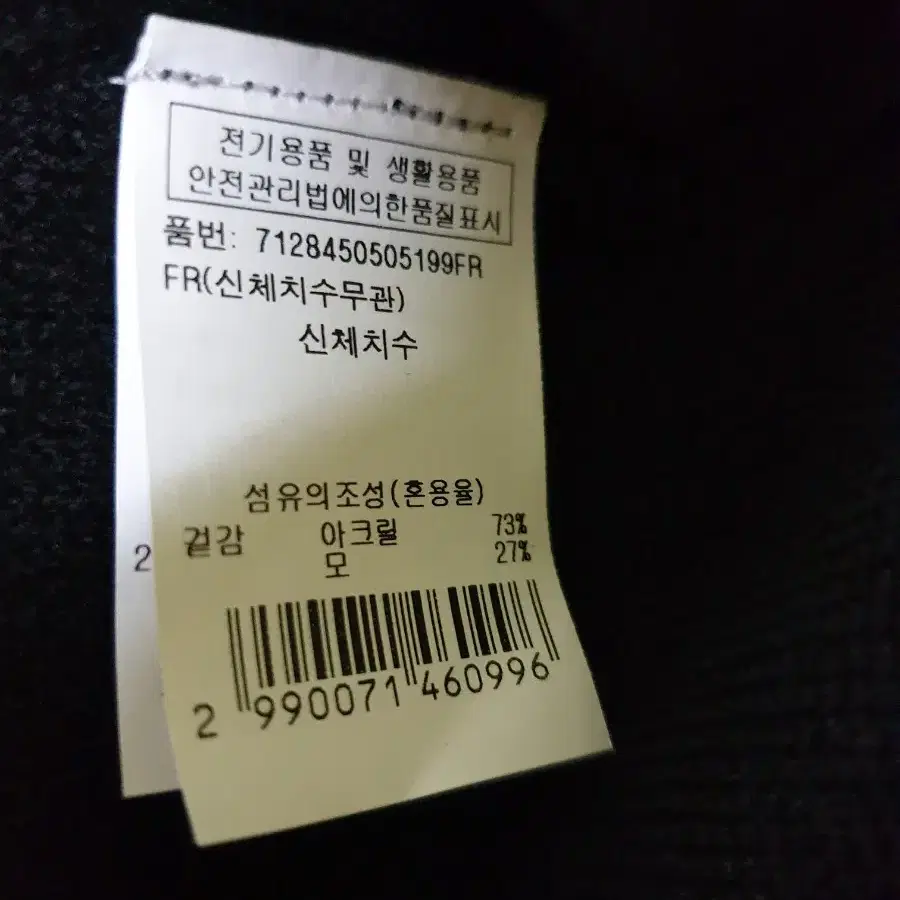 전기용품 및 생활용품
안전관리법에의한품질표시
품번: 7128450505199FR
FR(신체치수무관)
신체치수
섬유의조성(혼용율)
겉감 아크릴 73%
모 27%
2 990071 460996
2